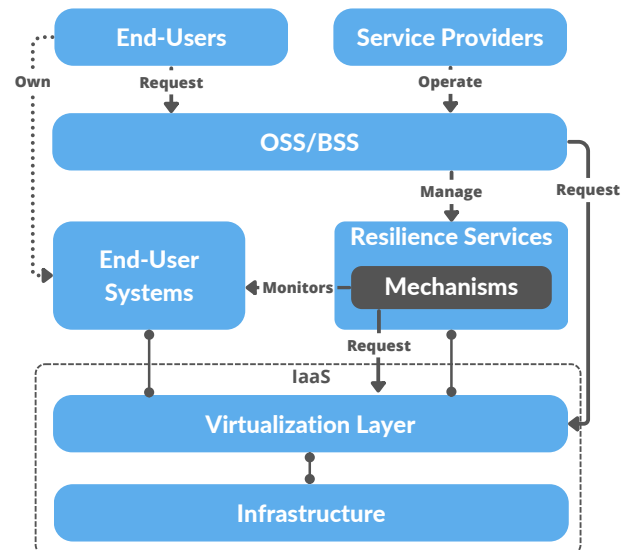 End-Users
Service Providers
Own
Request
Operate
OSS/BSS
Manage
Request
Resilience Services
End-User
Systems
Monitors
Mechanisms
Request
IaaS
Virtualization Layer
Infrastructure